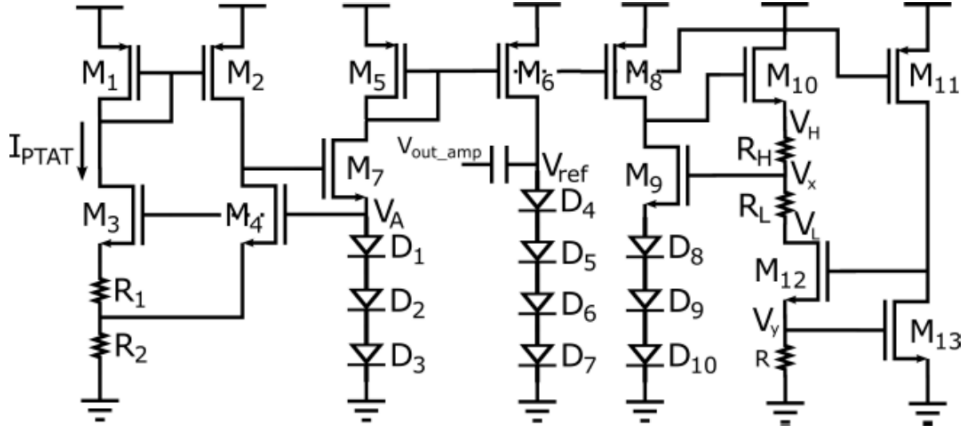 M1
M2
M5
M6
M8
M10
M11
IPTAT
M7
Vout_amp
Vref
M9
VH
RH
Vx
M3
M4
VA
D4
RL
VL
D1
D5
D8
M12
R1
D2
D6
D9
Vy
M13
R2
D3
D7
D10
R